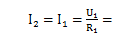 I₂ = I₁ = U₁/R₁ =